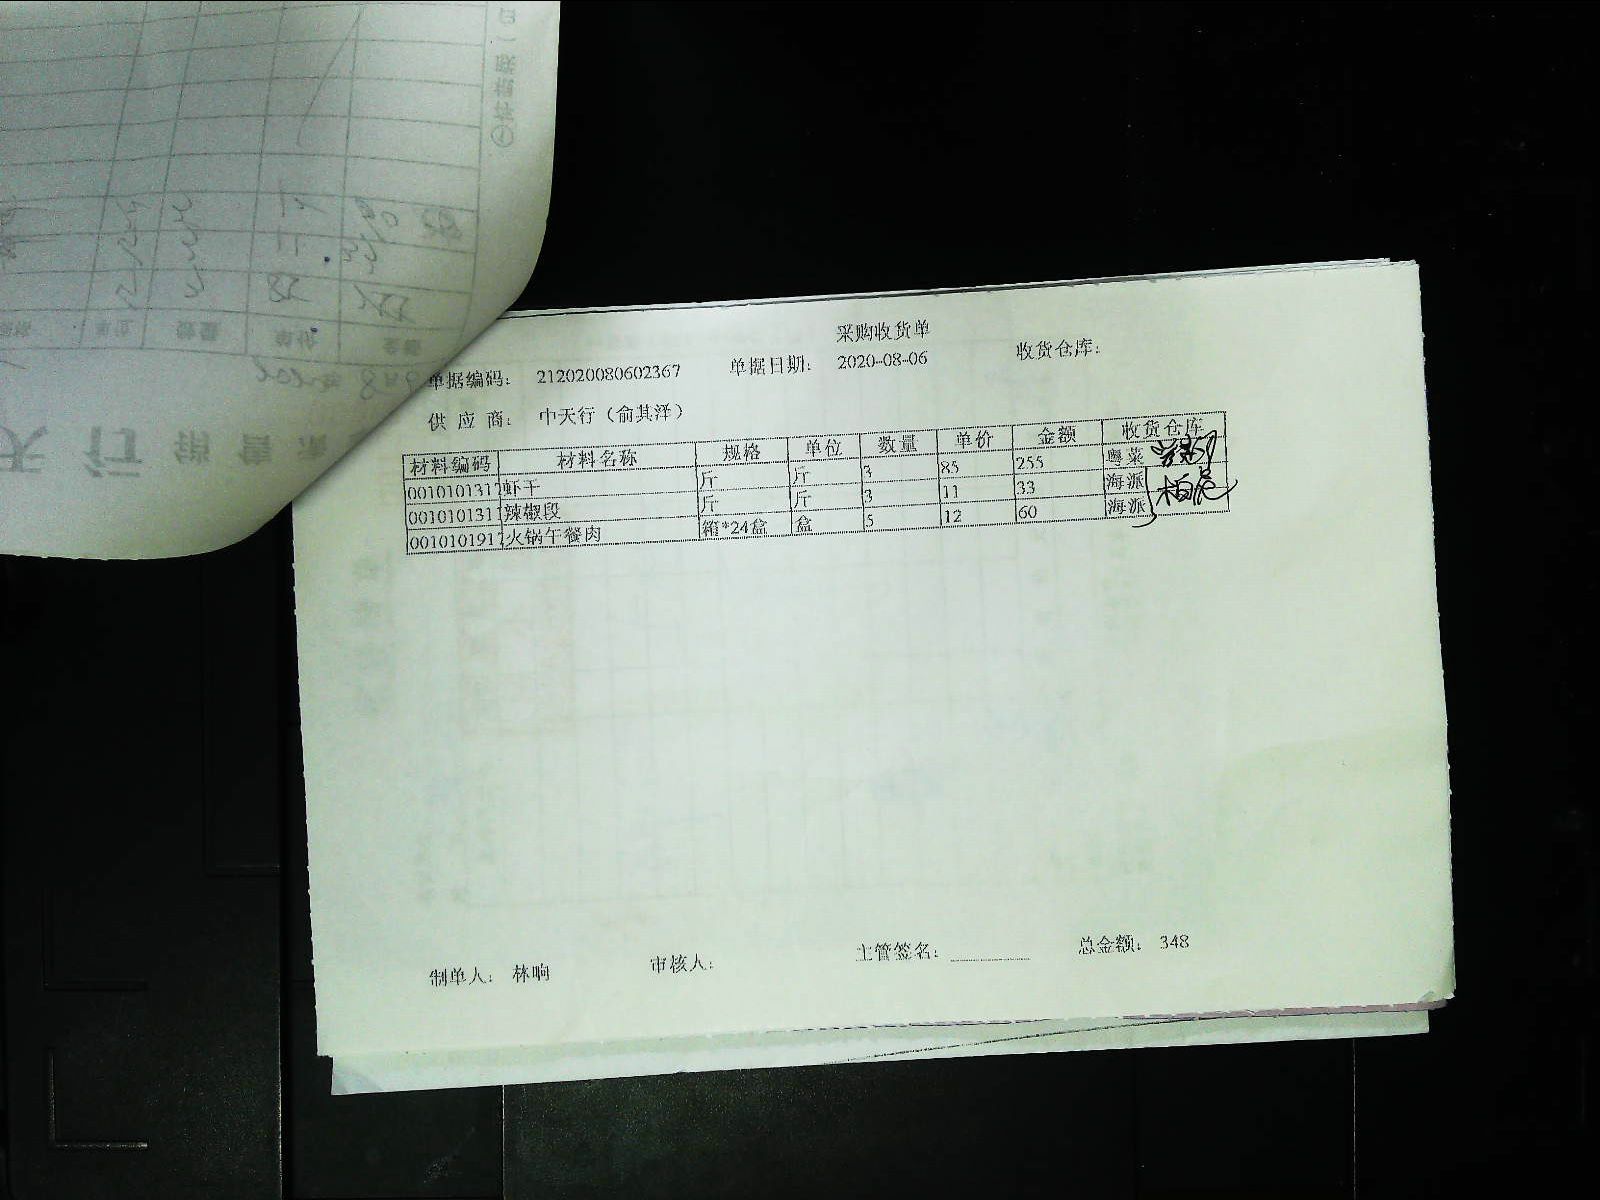 采购收货单
单据编码: 212020080602367 单据日期: 2020-08-06 收货仓库:
供 应 商: 中天行（俞其洋）
材料编码 材料名称 规格 单位 数量 单价 金额 收货仓库
0010101317 虾干 斤 斤 3 85 255 粤菜
0010101311 辣椒段 斤 斤 3 11 33 海派
0010101917 火锅午餐肉 箱*24盒 盒 5 12 60 海派
制单人: 林响 审核人: 主管签名: 总金额: 348